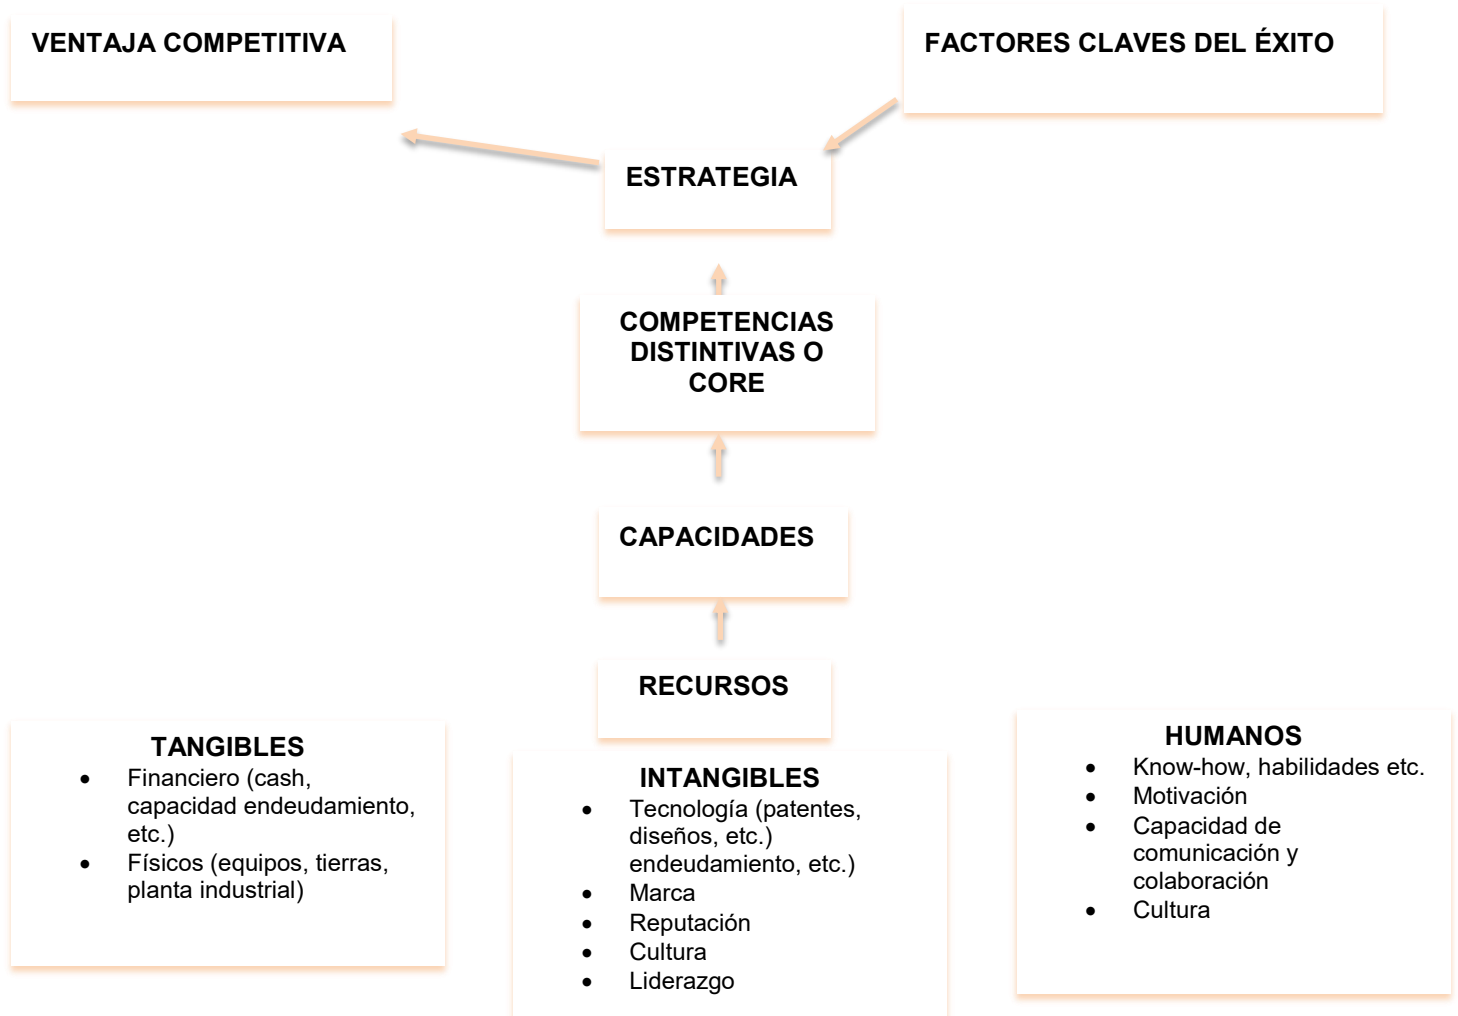 VENTAJA COMPETITIVA
FACTORES CLAVES DEL ÉXITO
ESTRATEGIA
COMPETENCIAS
DISTINTIVAS O
CORE
CAPACIDADES
RECURSOS
TANGIBLES
• Financiero (cash,
capacidad endeudamiento,
etc.)
• Físicos (equipos, tierras,
planta industrial)
INTANGIBLES
• Tecnología (patentes,
diseños, etc.)
endeudamiento, etc.)
• Marca
• Reputación
• Cultura
• Liderazgo
HUMANOS
• Know-how, habilidades etc.
• Motivación
• Capacidad de
comunicación y
colaboración
• Cultura